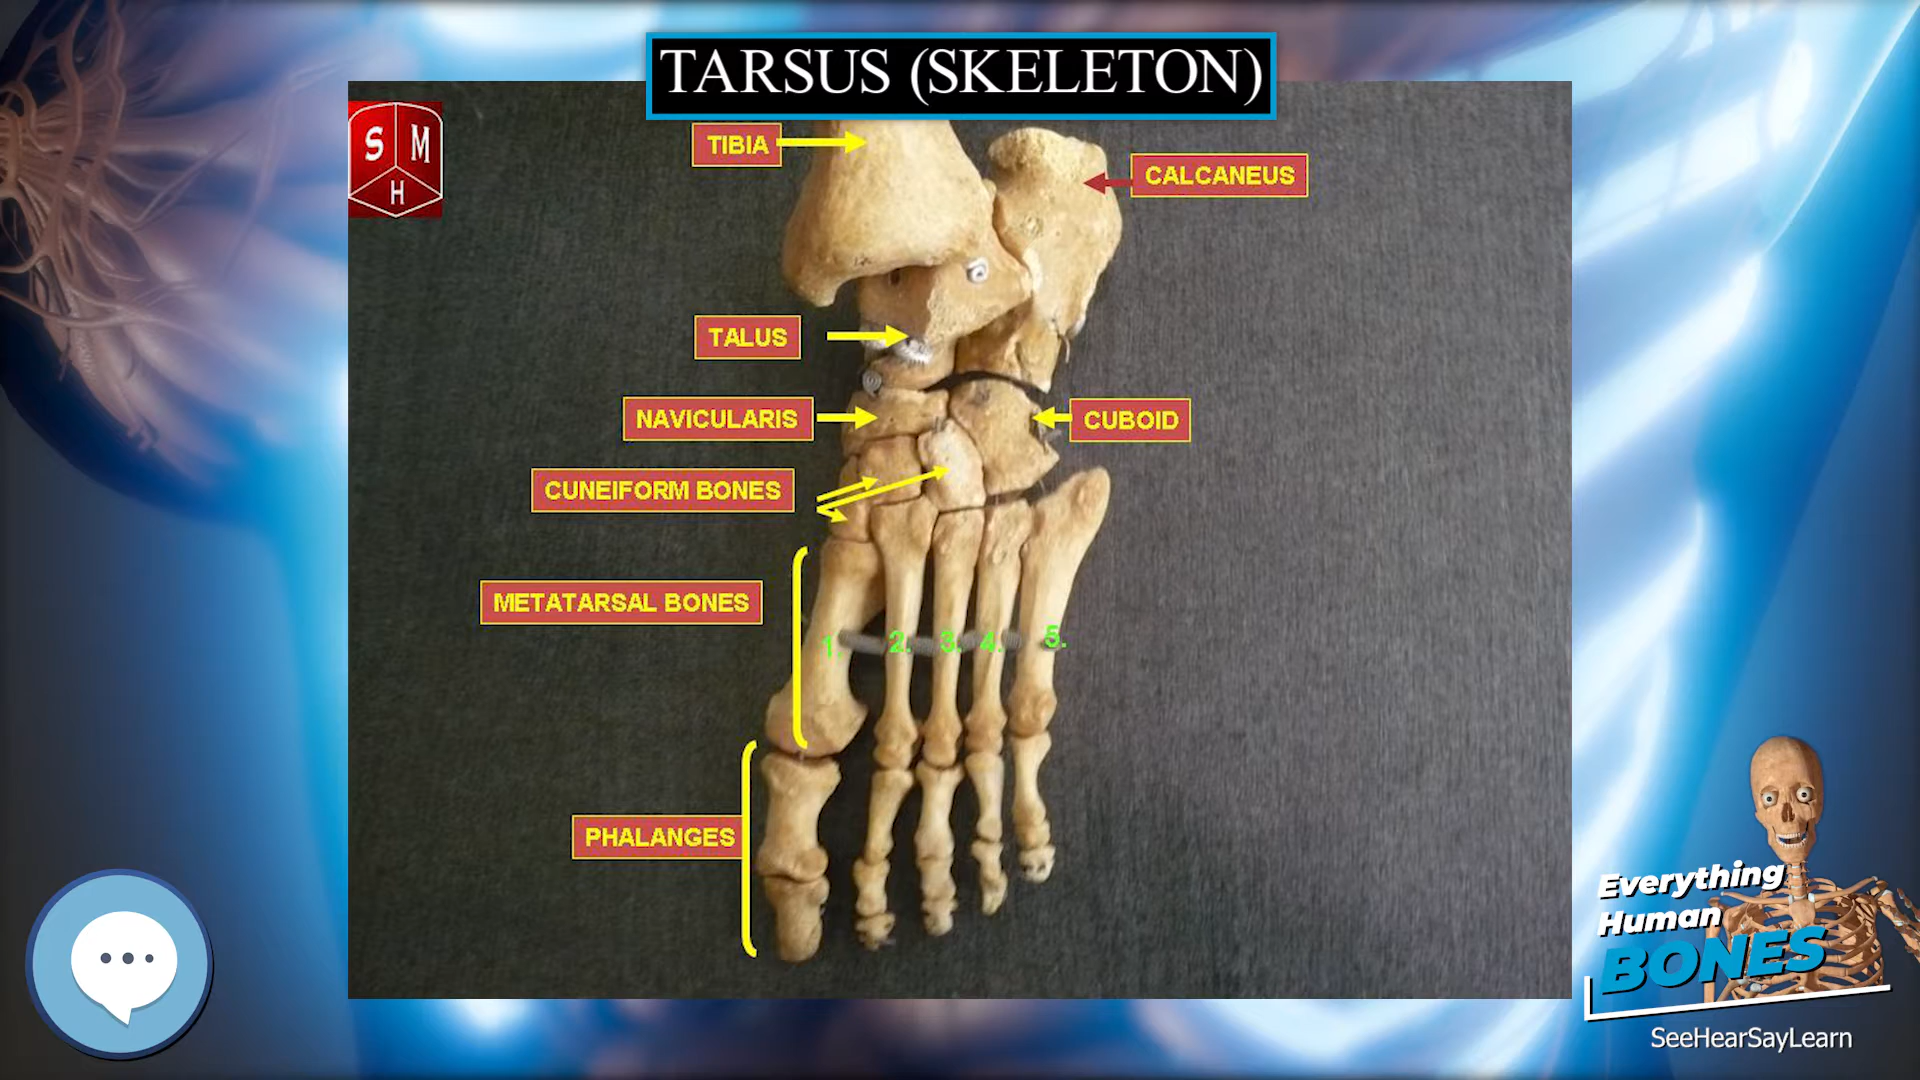 TARSUS (SKELETON)
S M
H
TIBIA
CALCANEUS
TALUS
NAVICULARIS
CUBOID
CUNEIFORM BONES
METATARSAL BONES
1. 2. 3. 4. 5.
PHALANGES
Everything
Human
BONES
SeeHearSayLearn